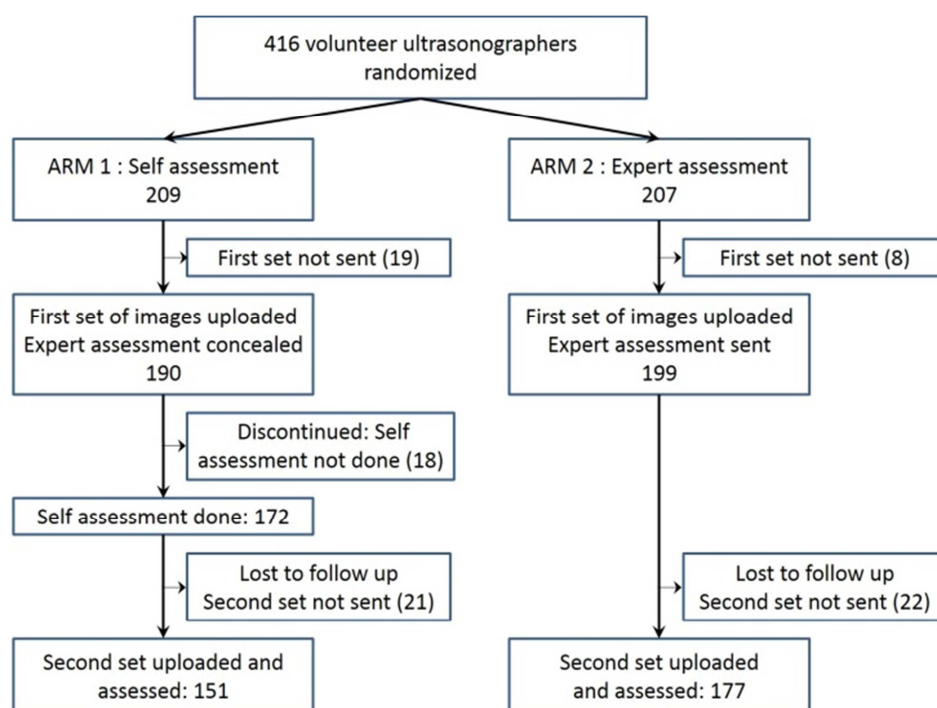 416 volunteer ultrasonographers
randomized
ARM 1 : Self assessment
209
ARM 2 : Expert assessment
207
First set not sent (19)
First set not sent (8)
First set of images uploaded
Expert assessment concealed
190
First set of images uploaded
Expert assessment sent
199
Discontinued: Self
assessment not done (18)
Self assessment done: 172
Lost to follow up
Second set not sent (21)
Lost to follow up
Second set not sent (22)
Second set uploaded and
assessed: 151
Second set uploaded
and assessed: 177